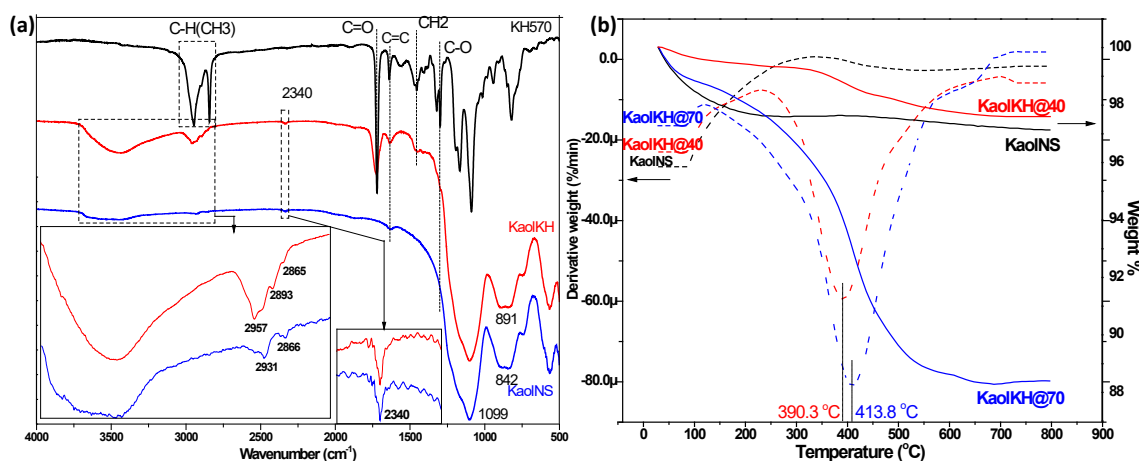 (a)
C-H(CH3)
C=O
C=C
CH2
C-O
KH570
2340
KaolKH
2865
2893
2957
2866
2931
2340
891
842
KaolNS
1099
4000 3500 3000 2500 2000 1500 1000 500
Wavenumber (cm-1)
(b)
0.0
-20.0µ
-40.0µ
-60.0µ
-80.0µ
Derivative weight (%/min)
KaolKH@70
KaolKH@40
KaolNS
KaolKH@40
KaolNS
KaolKH@70
390.3 °C
413.8 °C
100
98
96
94
92
90
88
Weight %
0 100 200 300 400 500 600 700 800 900
Temperature (°C)